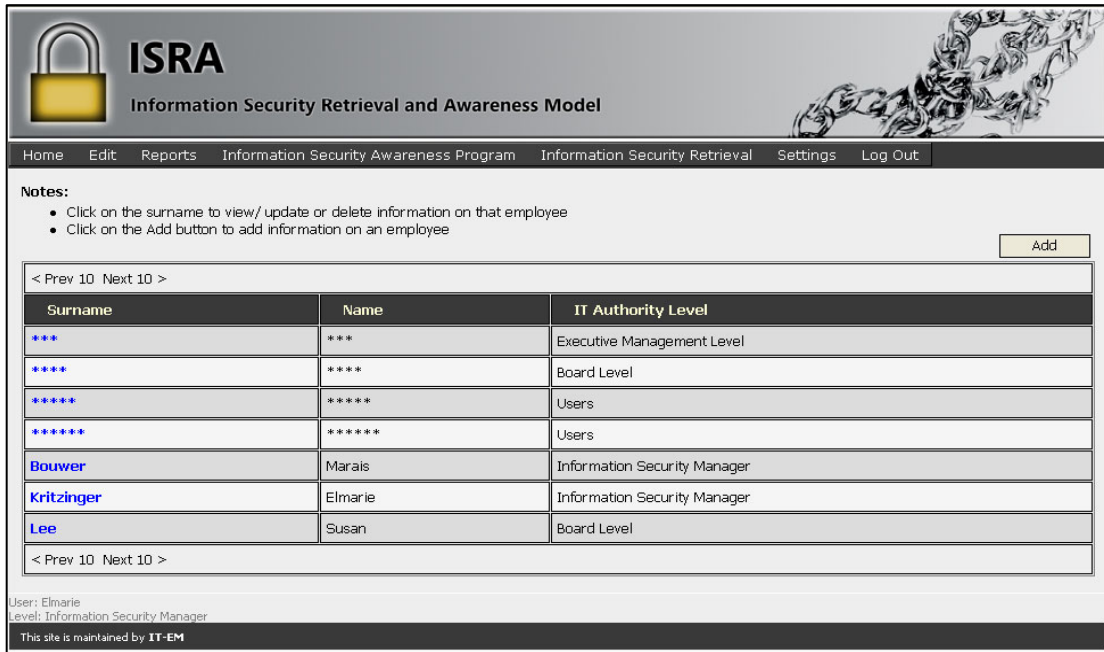 ISRA
Information Security Retrieval and Awareness Model
Home Edit Reports Information Security Awareness Program Information Security Retrieval Settings Log Out
Notes:
• Click on the surname to view/ update or delete information on that employee
• Click on the Add button to add information on an employee
Add
< Prev 10 Next 10 >
Surname Name IT Authority Level
*** *** Executive Management Level
**** **** Board Level
***** ***** Users
****** ****** Users
Bouwer Marais Information Security Manager
Kritzinger Elmarie Information Security Manager
Lee Susan Board Level
< Prev 10 Next 10 >
User: Elmarie
Level: Information Security Manager
This site is maintained by IT-EM